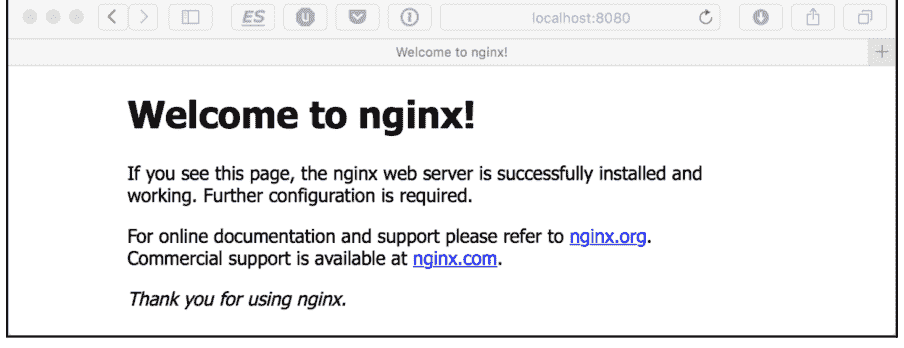 ES
localhost:8080
Welcome to nginx!
Welcome to nginx!
If you see this page, the nginx web server is successfully installed and
working. Further configuration is required.
For online documentation and support please refer to nginx.org.
Commercial support is available at nginx.com.
Thank you for using nginx.